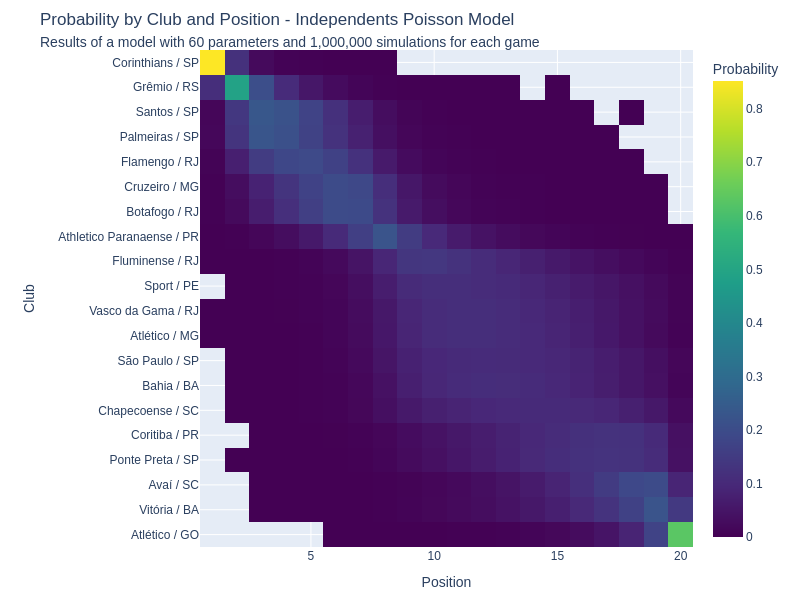 Probability by Club and Position - Independents Poisson Model
Results of a model with 60 parameters and 1,000,000 simulations for each game
Probability
Corinthians / SP
Grêmio / RS
Santos / SP
Palmeiras / SP
Flamengo / RJ
Cruzeiro / MG
Botafogo / RJ
Athletico Paranaense / PR
Fluminense / RJ
Sport / PE
Vasco da Gama / RJ
Atlético / MG
São Paulo / SP
Bahia / BA
Chapecoense / SC
Coritiba / PR
Ponte Preta / SP
Avaí / SC
Vitória / BA
Atlético / GO
Club
5
10
15
20
Position
0.8
0.7
0.6
0.5
0.4
0.3
0.2
0.1
0